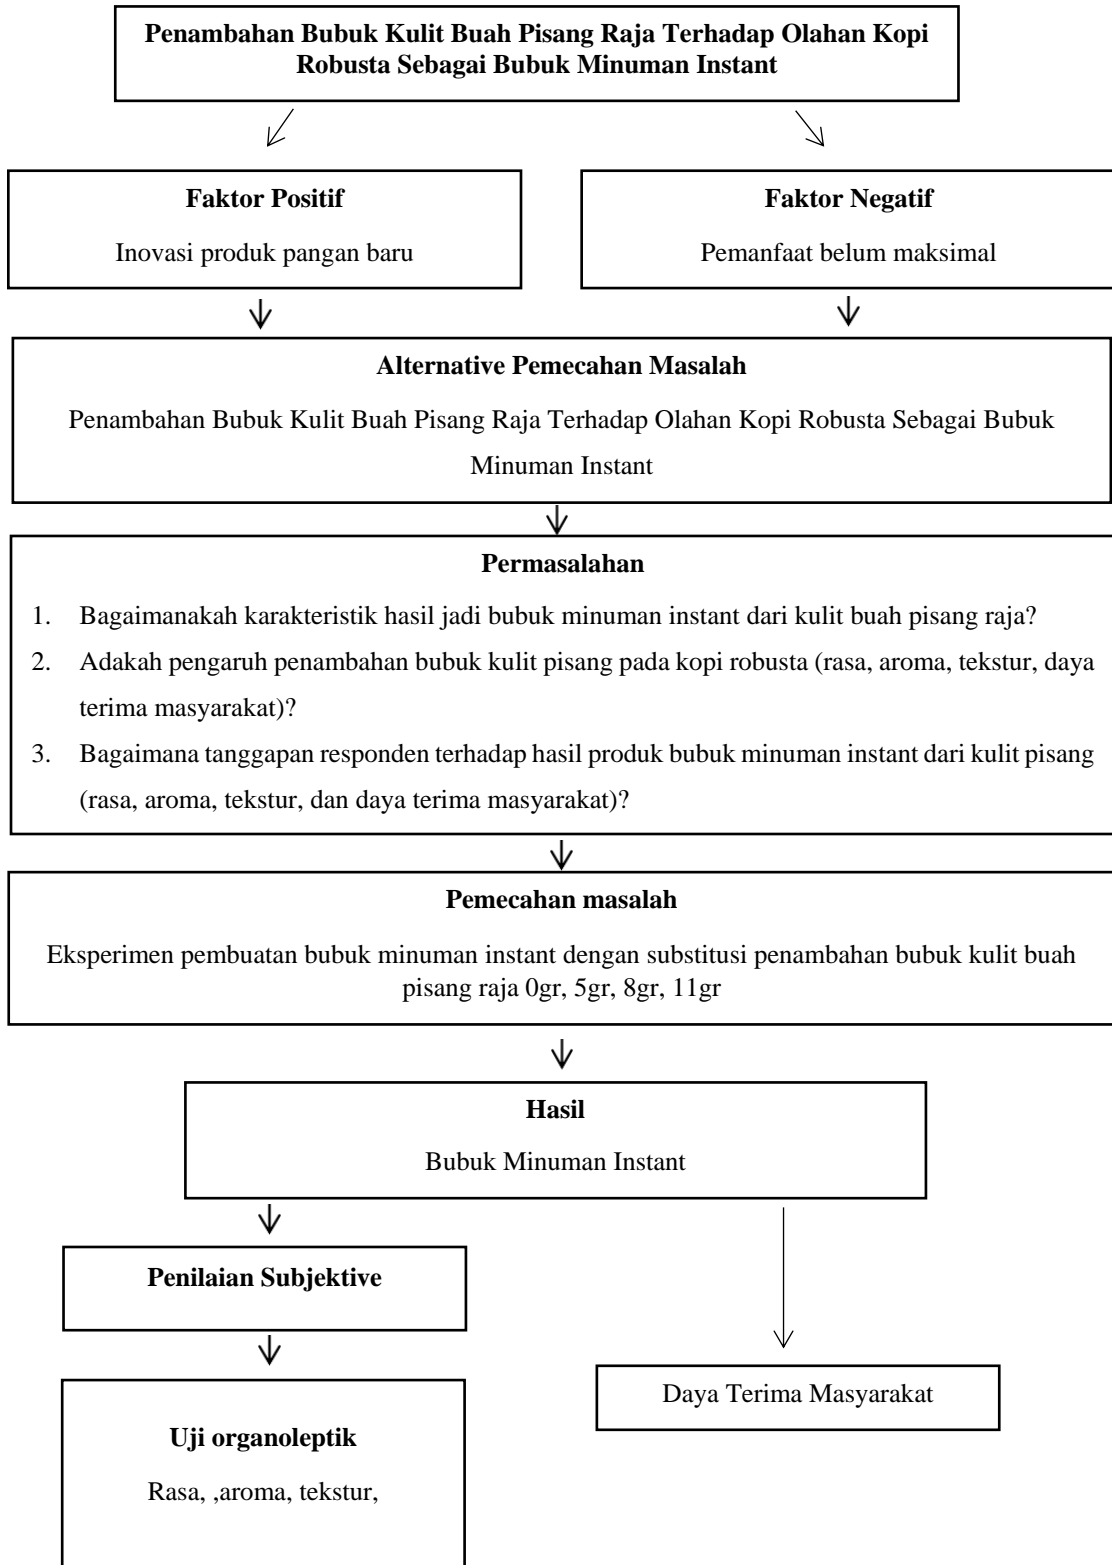 Penambahan Bubuk Kulit Buah Pisang Raja Terhadap Olahan Kopi
Robusta Sebagai Bubuk Minuman Instant
Faktor Positif
Inovasi produk pangan baru
Faktor Negatif
Pemanfaat belum maksimal
Alternative Pemecahan Masalah
Penambahan Bubuk Kulit Buah Pisang Raja Terhadap Olahan Kopi Robusta Sebagai Bubuk
Minuman Instant
Permasalahan
1. Bagaimanakah karakteristik hasil jadi bubuk minuman instant dari kulit buah pisang raja?
2. Adakah pengaruh penambahan bubuk kulit pisang pada kopi robusta (rasa, aroma, tekstur, daya
terima masyarakat)?
3. Bagaimana tanggapan responden terhadap hasil produk bubuk minuman instant dari kulit pisang
(rasa, aroma, tekstur, dan daya terima masyarakat)?
Pemecahan masalah
Eksperimen pembuatan bubuk minuman instant dengan substitusi penambahan bubuk kulit buah
pisang raja 0gr, 5gr, 8gr, 11gr
Hasil
Bubuk Minuman Instant
Penilaian Subjektive
Daya Terima Masyarakat
Uji organoleptik
Rasa, ,aroma, tekstur,